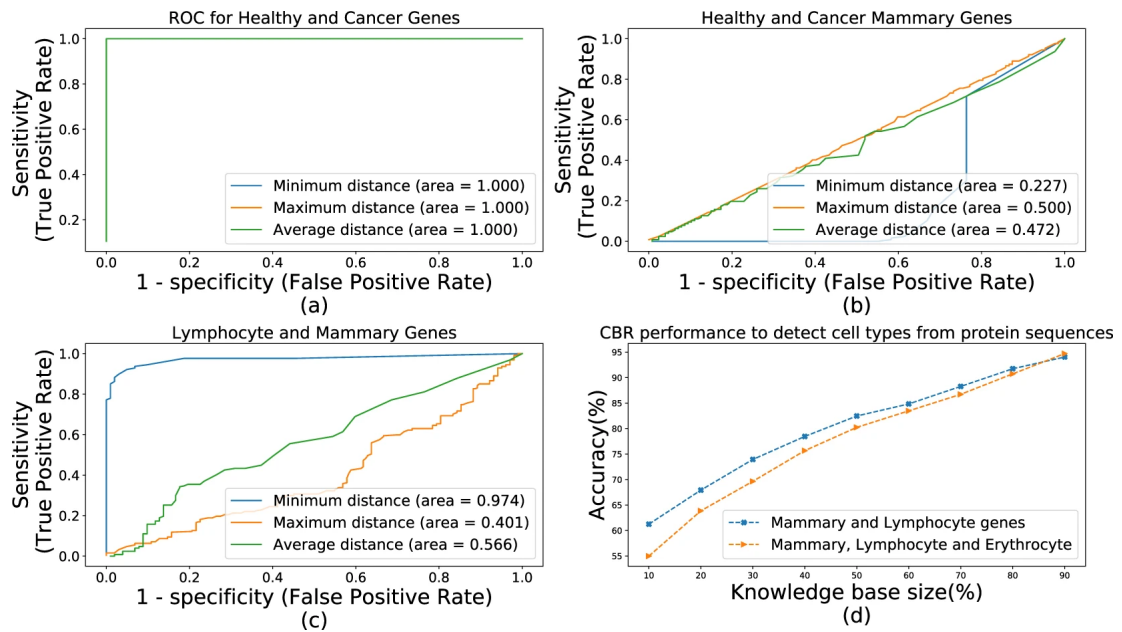 ROC for Healthy and Cancer Genes
Sensitivity
(True Positive Rate)
1.0
0.8
0.6
0.4
0.2
Minimum distance (area = 1.000)
Maximum distance (area = 1.000)
Average distance (area = 1.000)
0.0 0.2 0.4 0.6 0.8 1.0
1 - specificity (False Positive Rate)
(a)
Healthy and Cancer Mammary Genes
Sensitivity
(True Positive Rate)
1.0
0.8
0.6
0.4
0.2
0.0
Minimum distance (area = 0.227)
Maximum distance (area = 0.500)
Average distance (area = 0.472)
0.0 0.2 0.4 0.6 0.8 1.0
1 - specificity (False Positive Rate)
(b)
Lymphocyte and Mammary Genes
Sensitivity
(True Positive Rate)
1.0
0.8
0.6
0.4
0.2
0.0
Minimum distance (area = 0.974)
Maximum distance (area = 0.401)
Average distance (area = 0.566)
0.0 0.2 0.4 0.6 0.8 1.0
1 - specificity (False Positive Rate)
(c)
CBR performance to detect cell types from protein sequences
Accuracy(%)
95
90
85
80
75
70
65
60
55
Mammary and Lymphocyte genes
Mammary, Lymphocyte and Erythrocyte
10 20 30 40 50 60 70 80 90
Knowledge base size(%)
(d)